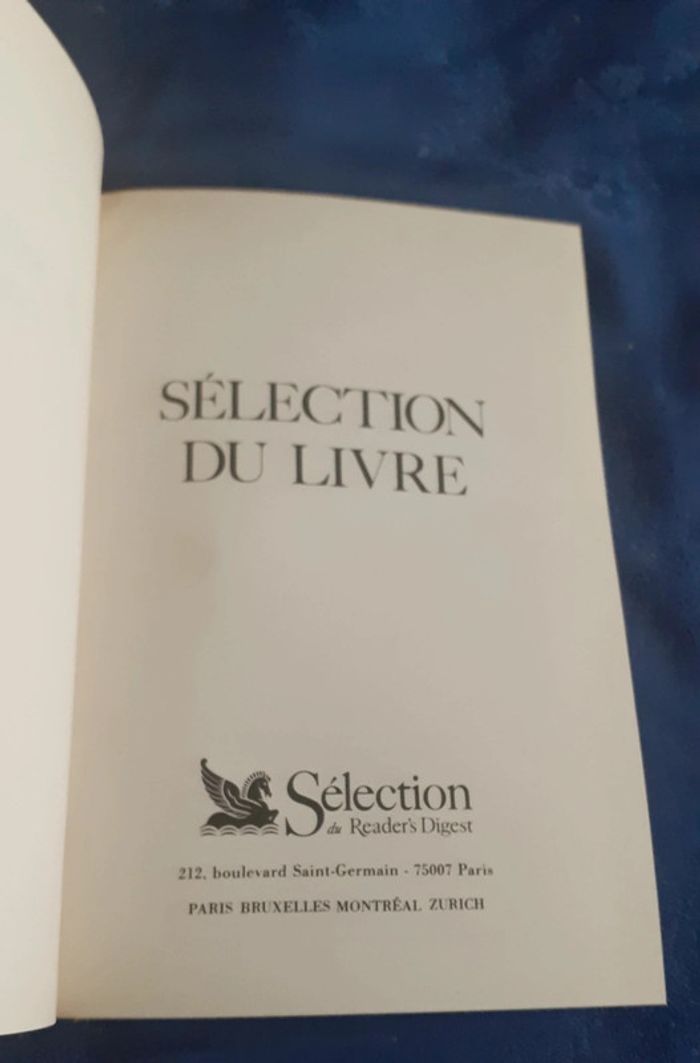 SÉLECTION
DU LIVRE
Sélection
du Reader's Digest
212, boulevard Saint-Germain - 75007 Paris
PARIS BRUXELLES MONTRÉAL ZURICH